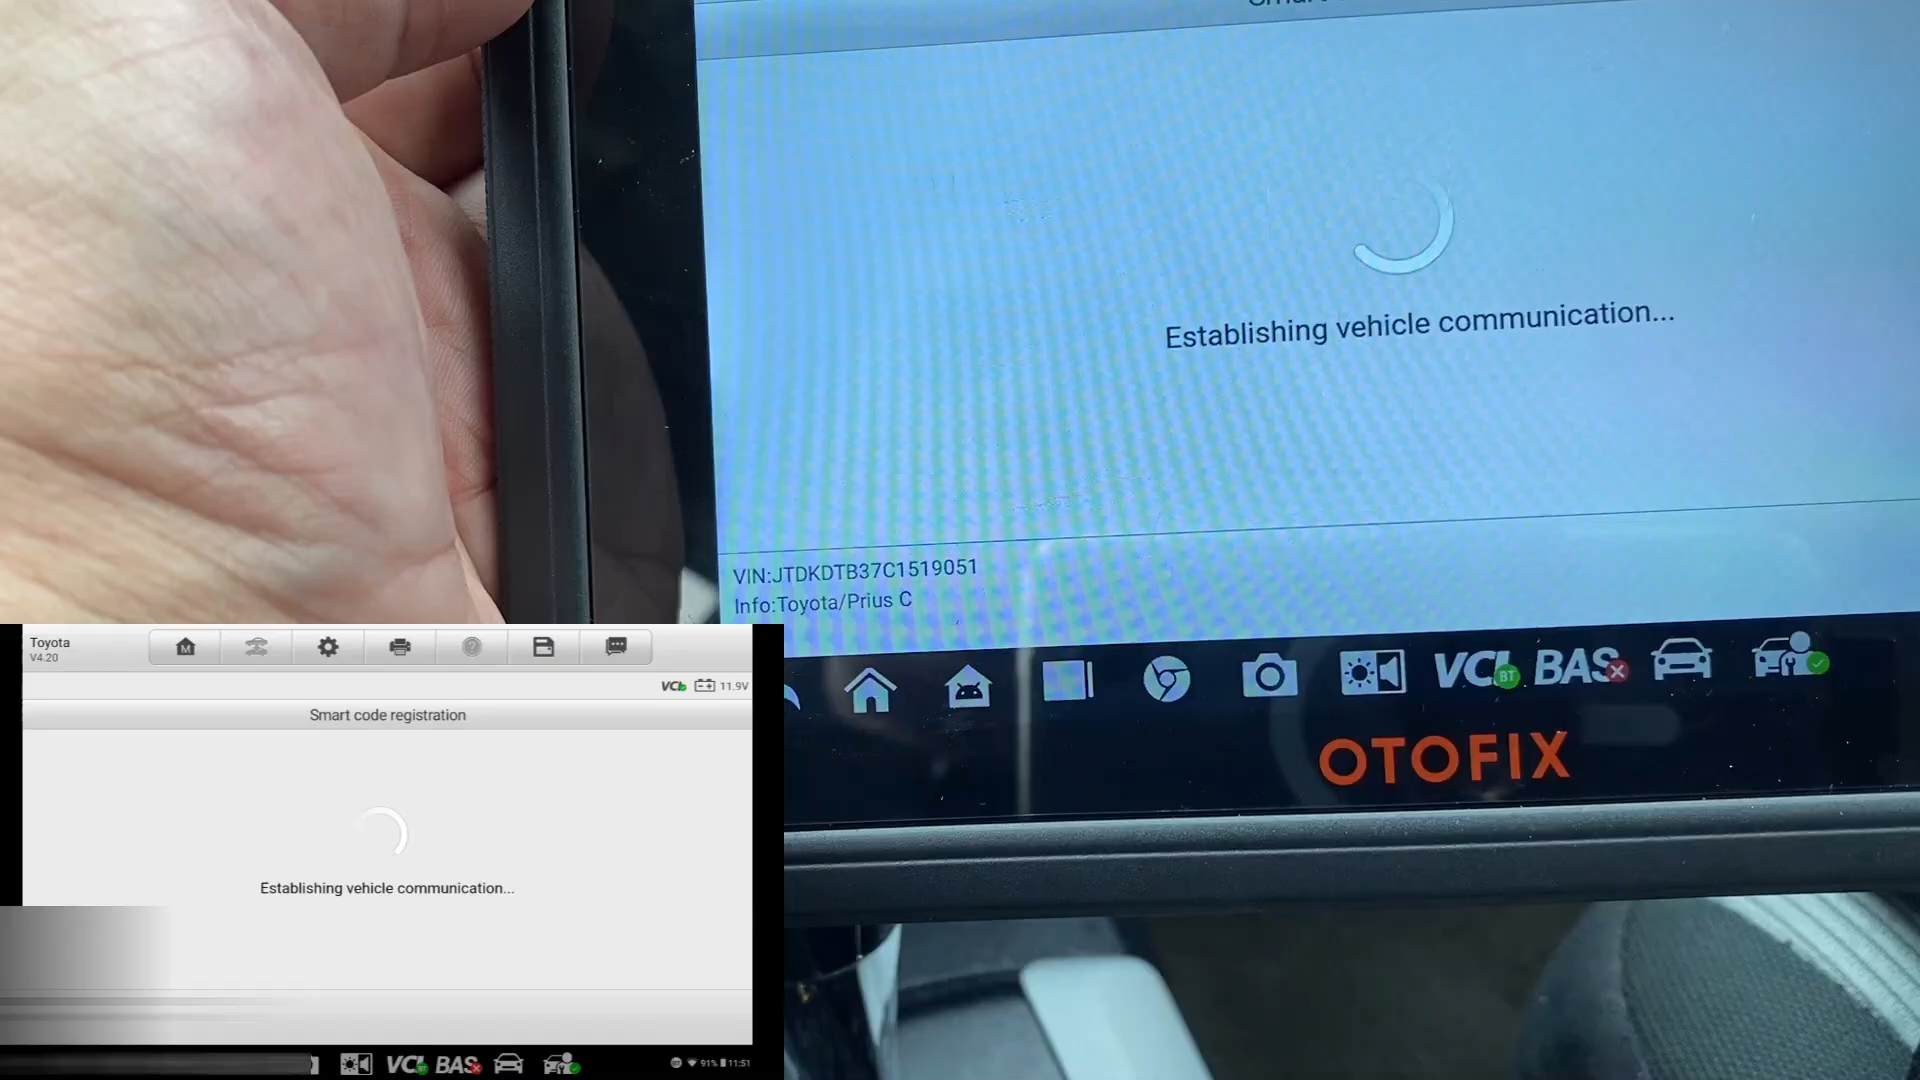 Establishing vehicle communication...
VIN:JTDKDTB37C1519051
Info:Toyota/Prius C
VCI BT BAS
OTOFIX
Toyota
V4.20
M
VCI 11.9V
Smart code registration
Establishing vehicle communication...
VCI BT BAS
91% 11:51